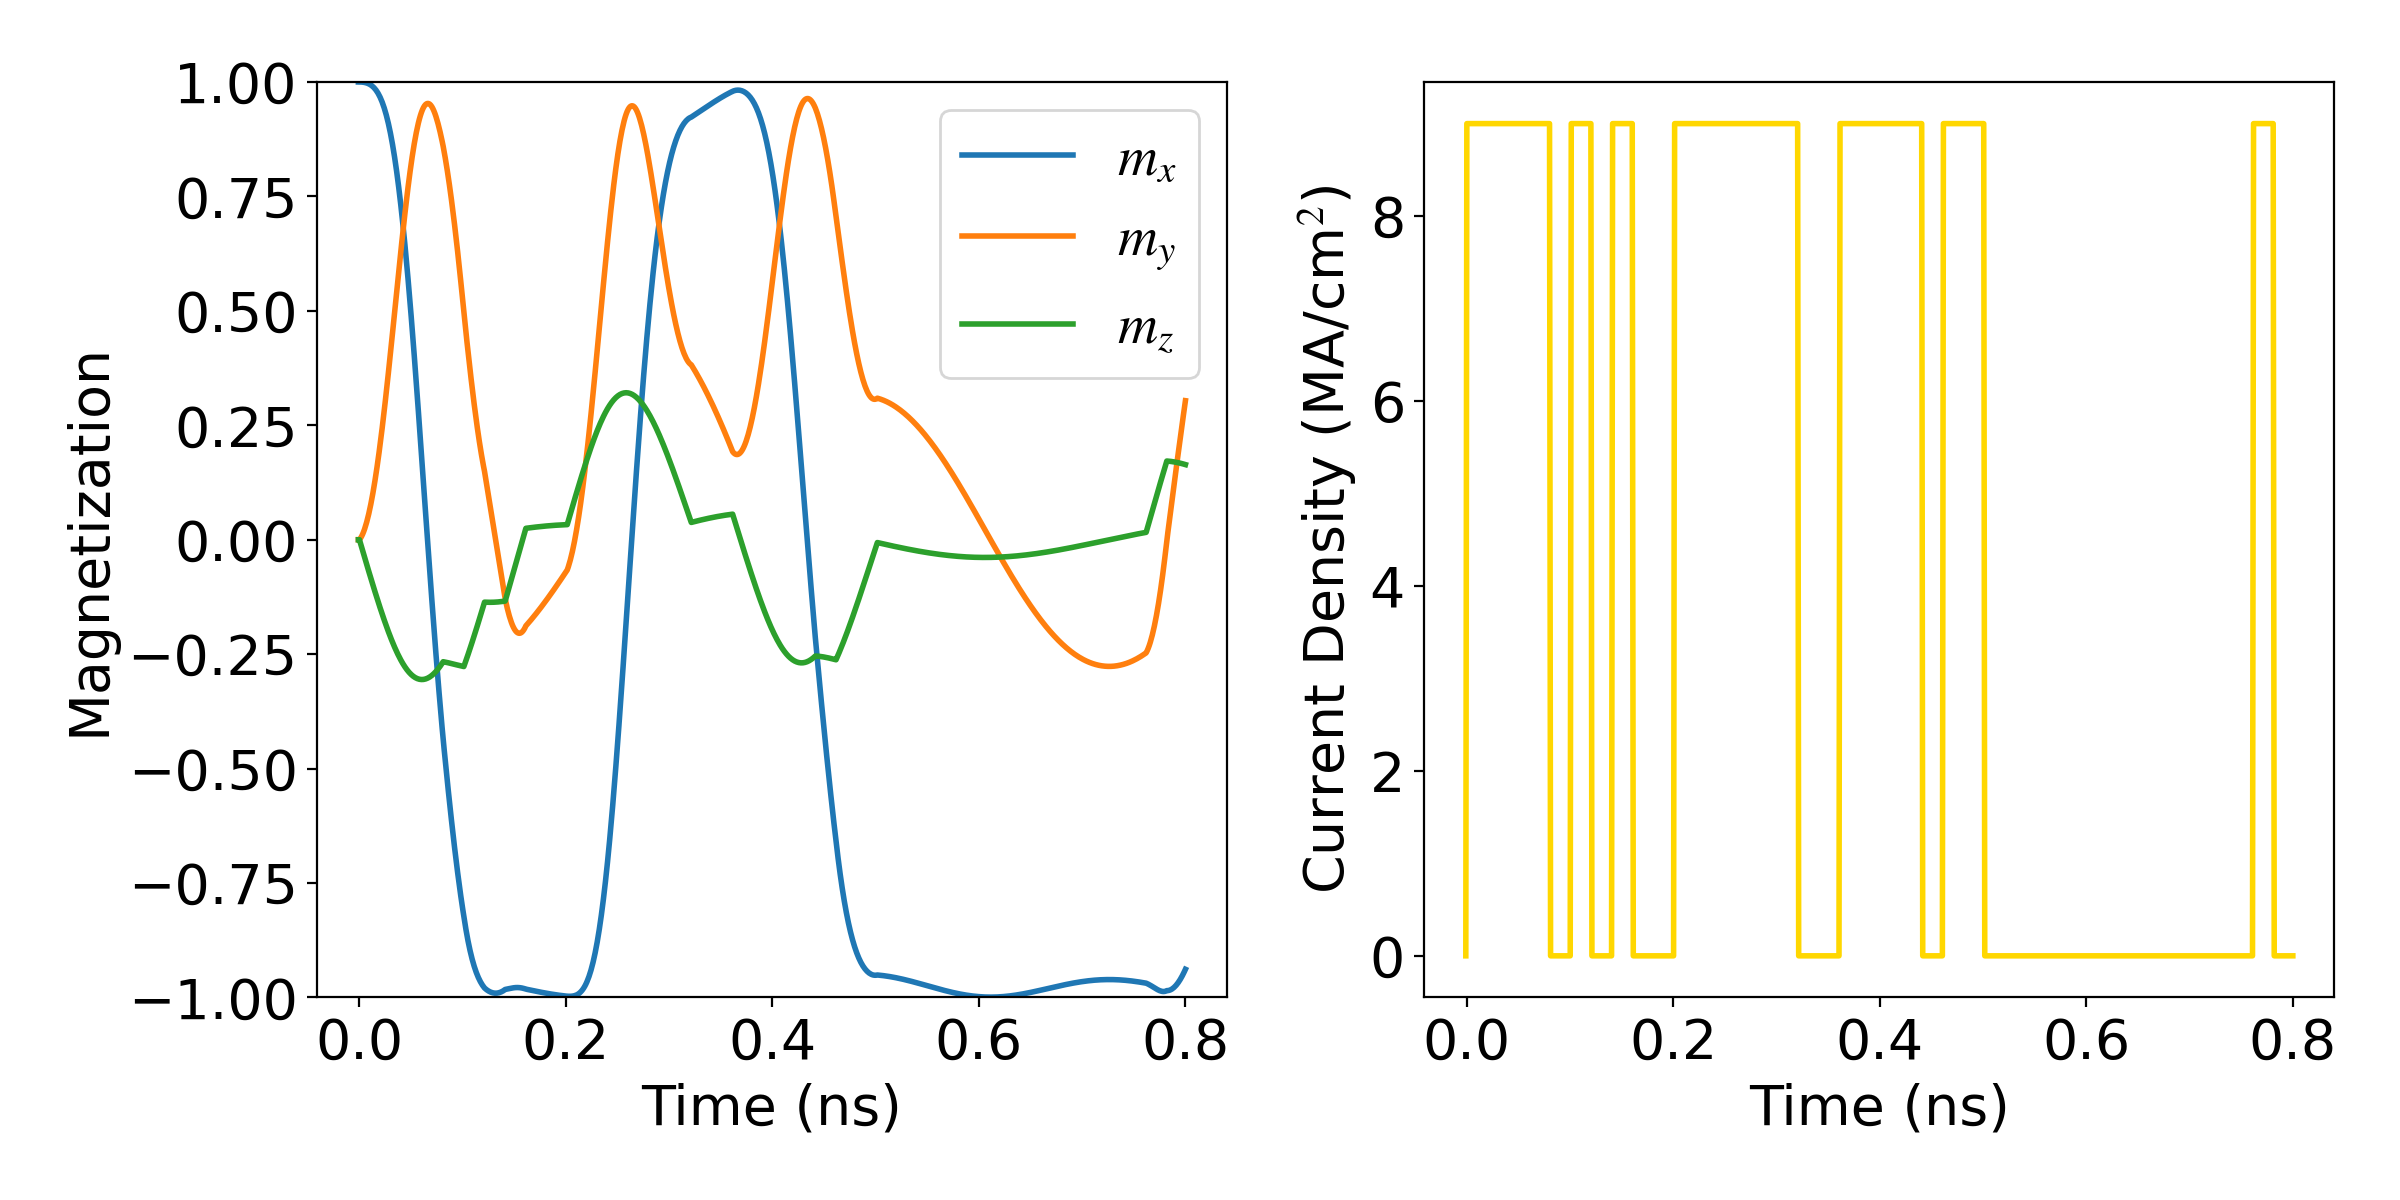 Magnetization
1.00
0.75
0.50
0.25
0.00
−0.25
−0.50
−0.75
−1.00
0.0 0.2 0.4 0.6 0.8
Time (ns)
m_x
m_y
m_z
Current Density (MA/cm²)
8
6
4
2
0
0.0 0.2 0.4 0.6 0.8
Time (ns)